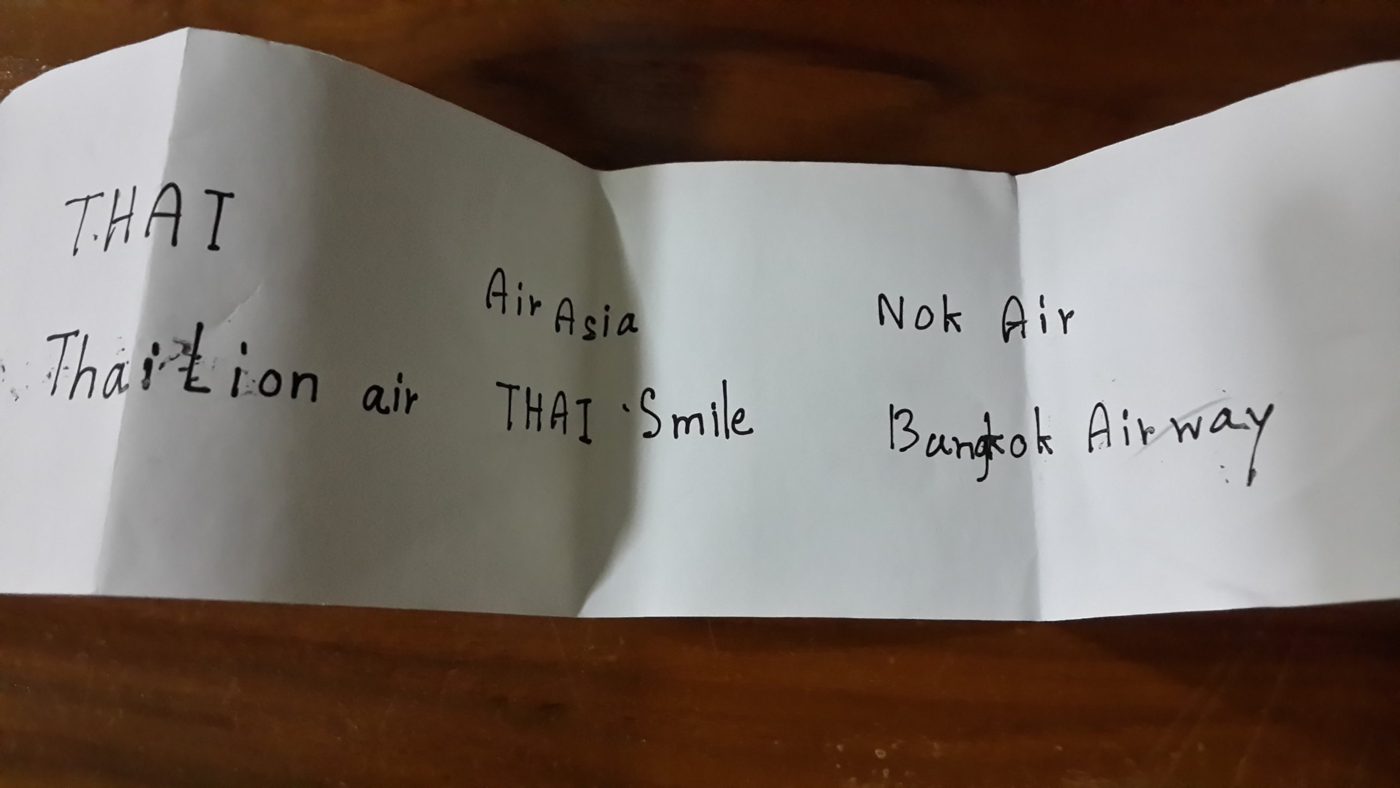 THAI
Air Asia
Nok Air
Thai Lion air
THAI Smile
Bangkok Airway